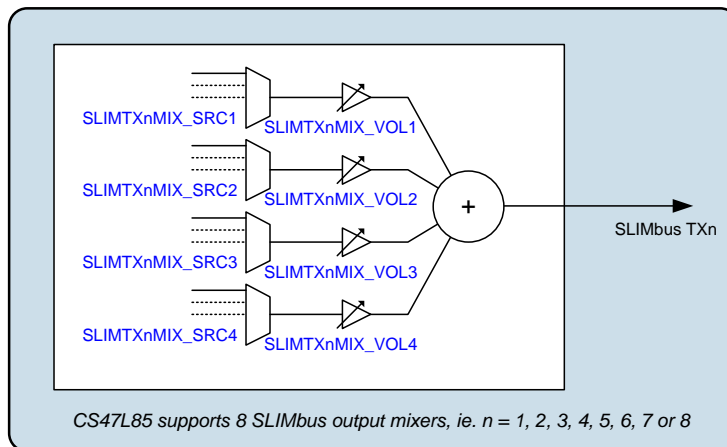 SLIMTXnMIX_SRC1
SLIMTXnMIX_VOL1
SLIMTXnMIX_SRC2
SLIMTXnMIX_VOL2
+
SLIMbus TXn
SLIMTXnMIX_SRC3
SLIMTXnMIX_VOL3
SLIMTXnMIX_SRC4
SLIMTXnMIX_VOL4
CS47L85 supports 8 SLIMbus output mixers, ie. n = 1, 2, 3, 4, 5, 6, 7 or 8